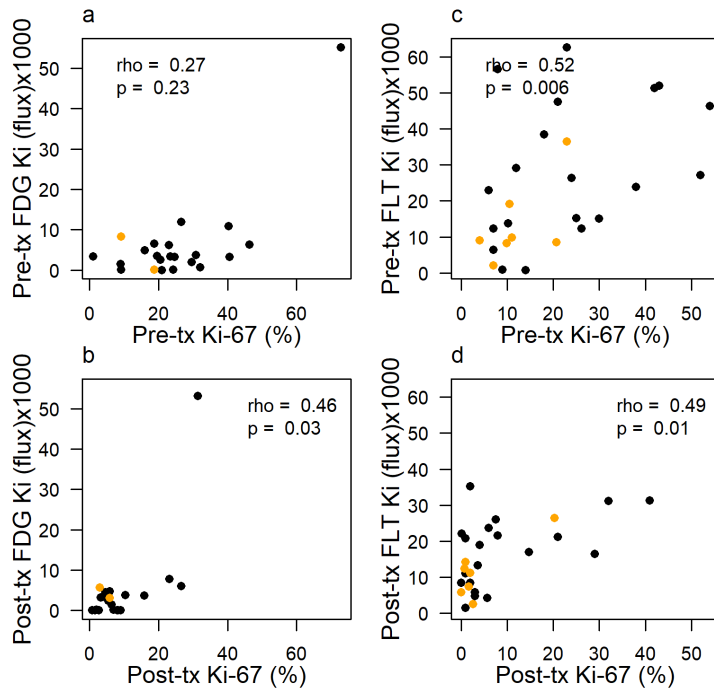 a
rho = 0.27
p = 0.23
Pre-tx FDG Ki (flux)x1000
50
40
30
20
10
0
0 20 40 60
Pre-tx Ki-67 (%)
c
rho = 0.52
p = 0.006
Pre-tx FLT Ki (flux)x1000
60
50
40
30
20
10
0
0 10 20 30 40 50
Pre-tx Ki-67 (%)
b
rho = 0.46
p = 0.03
Post-tx FDG Ki (flux)x1000
50
40
30
20
10
0
0 20 40 60
Post-tx Ki-67 (%)
d
rho = 0.49
p = 0.01
Post-tx FLT Ki (flux)x1000
60
50
40
30
20
10
0
0 10 20 30 40 50
Post-tx Ki-67 (%)